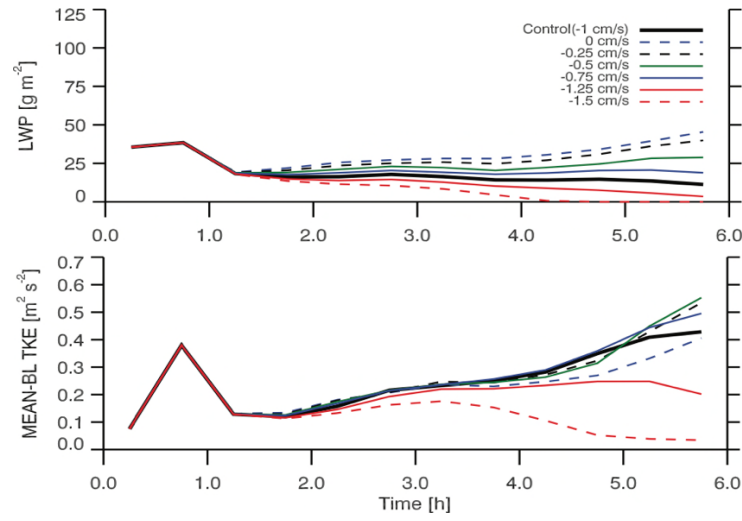 125
100
75
50
25
0
LWP [g m-2]
Control(-1 cm/s)
0 cm/s
-0.25 cm/s
-0.5 cm/s
-0.75 cm/s
-1.25 cm/s
-1.5 cm/s
0.0 1.0 2.0 3.0 4.0 5.0 6.0
0.7
0.6
0.5
0.4
0.3
0.2
0.1
0.0
MEAN-BL TKE [m2 s-2]
0.0 1.0 2.0 3.0 4.0 5.0 6.0
Time [h]